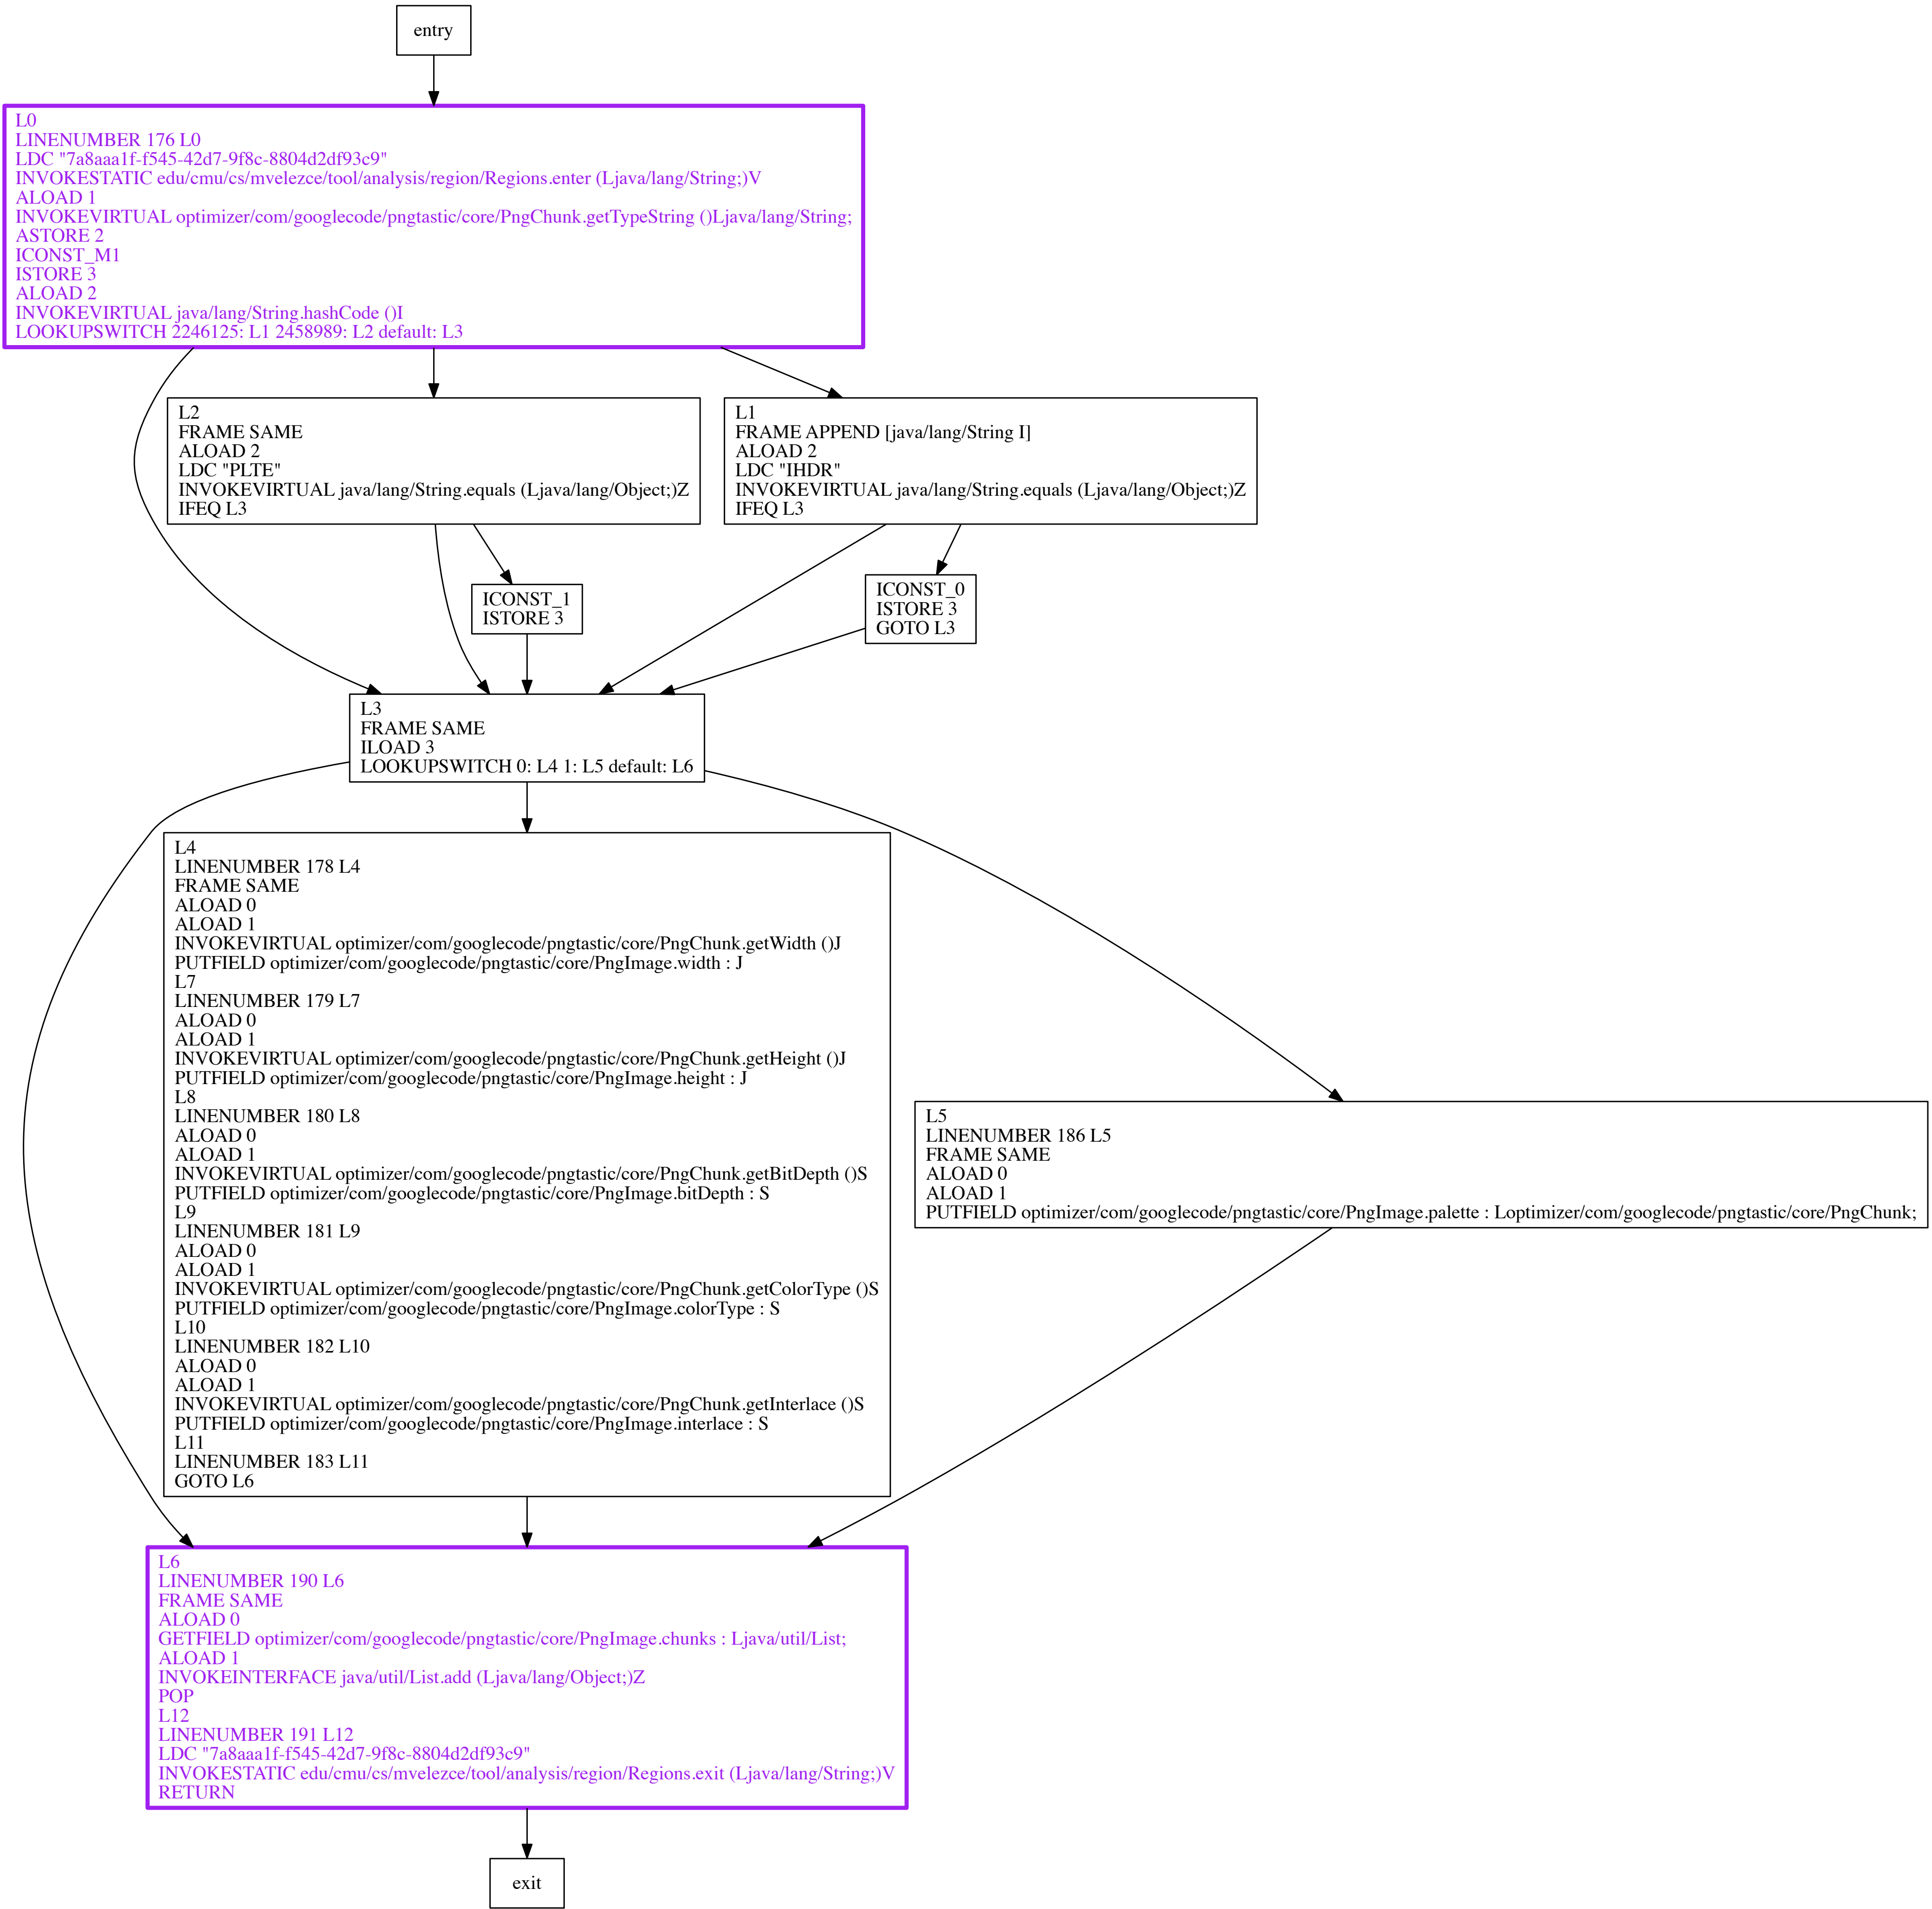 entry
L0
LINENUMBER 176 L0
LDC "7a8aaa1f-f545-42d7-9f8c-8804d2df93c9"
INVOKESTATIC edu/cmu/cs/mvelezce/tool/analysis/region/Regions.enter (Ljava/lang/String;)V
ALOAD 1
INVOKEVIRTUAL optimizer/com/googlecode/pngtastic/core/PngChunk.getTypeString ()Ljava/lang/String;
ASTORE 2
ICONST_M1
ISTORE 3
ALOAD 2
INVOKEVIRTUAL java/lang/String.hashCode ()I
LOOKUPSWITCH 2246125: L1 2458989: L2 default: L3
L2
FRAME SAME
ALOAD 2
LDC "PLTE"
INVOKEVIRTUAL java/lang/String.equals (Ljava/lang/Object;)Z
IFEQ L3
L1
FRAME APPEND [java/lang/String I]
ALOAD 2
LDC "IHDR"
INVOKEVIRTUAL java/lang/String.equals (Ljava/lang/Object;)Z
IFEQ L3
ICONST_1
ISTORE 3
ICONST_0
ISTORE 3
GOTO L3
L3
FRAME SAME
ILOAD 3
LOOKUPSWITCH 0: L4 1: L5 default: L6
L4
LINENUMBER 178 L4
FRAME SAME
ALOAD 0
ALOAD 1
INVOKEVIRTUAL optimizer/com/googlecode/pngtastic/core/PngChunk.getWidth ()J
PUTFIELD optimizer/com/googlecode/pngtastic/core/PngImage.width : J
L7
LINENUMBER 179 L7
ALOAD 0
ALOAD 1
INVOKEVIRTUAL optimizer/com/googlecode/pngtastic/core/PngChunk.getHeight ()J
PUTFIELD optimizer/com/googlecode/pngtastic/core/PngImage.height : J
L8
LINENUMBER 180 L8
ALOAD 0
ALOAD 1
INVOKEVIRTUAL optimizer/com/googlecode/pngtastic/core/PngChunk.getBitDepth ()S
PUTFIELD optimizer/com/googlecode/pngtastic/core/PngImage.bitDepth : S
L9
LINENUMBER 181 L9
ALOAD 0
ALOAD 1
INVOKEVIRTUAL optimizer/com/googlecode/pngtastic/core/PngChunk.getColorType ()S
PUTFIELD optimizer/com/googlecode/pngtastic/core/PngImage.colorType : S
L10
LINENUMBER 182 L10
ALOAD 0
ALOAD 1
INVOKEVIRTUAL optimizer/com/googlecode/pngtastic/core/PngChunk.getInterlace ()S
PUTFIELD optimizer/com/googlecode/pngtastic/core/PngImage.interlace : S
L11
LINENUMBER 183 L11
GOTO L6
L5
LINENUMBER 186 L5
FRAME SAME
ALOAD 0
ALOAD 1
PUTFIELD optimizer/com/googlecode/pngtastic/core/PngImage.palette : Loptimizer/com/googlecode/pngtastic/core/PngChunk;
L6
LINENUMBER 190 L6
FRAME SAME
ALOAD 0
GETFIELD optimizer/com/googlecode/pngtastic/core/PngImage.chunks : Ljava/util/List;
ALOAD 1
INVOKEINTERFACE java/util/List.add (Ljava/lang/Object;)Z
POP
L12
LINENUMBER 191 L12
LDC "7a8aaa1f-f545-42d7-9f8c-8804d2df93c9"
INVOKESTATIC edu/cmu/cs/mvelezce/tool/analysis/region/Regions.exit (Ljava/lang/String;)V
RETURN
exit